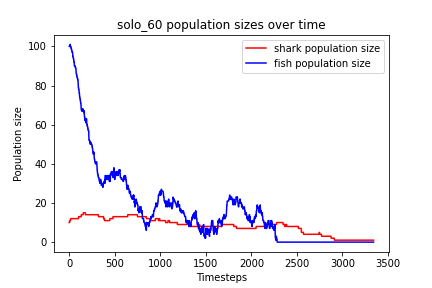 solo_60 population sizes over time
shark population size
fish population size
Population size
100
80
60
40
20
0
0 500 1000 1500 2000 2500 3000 3500
Timesteps